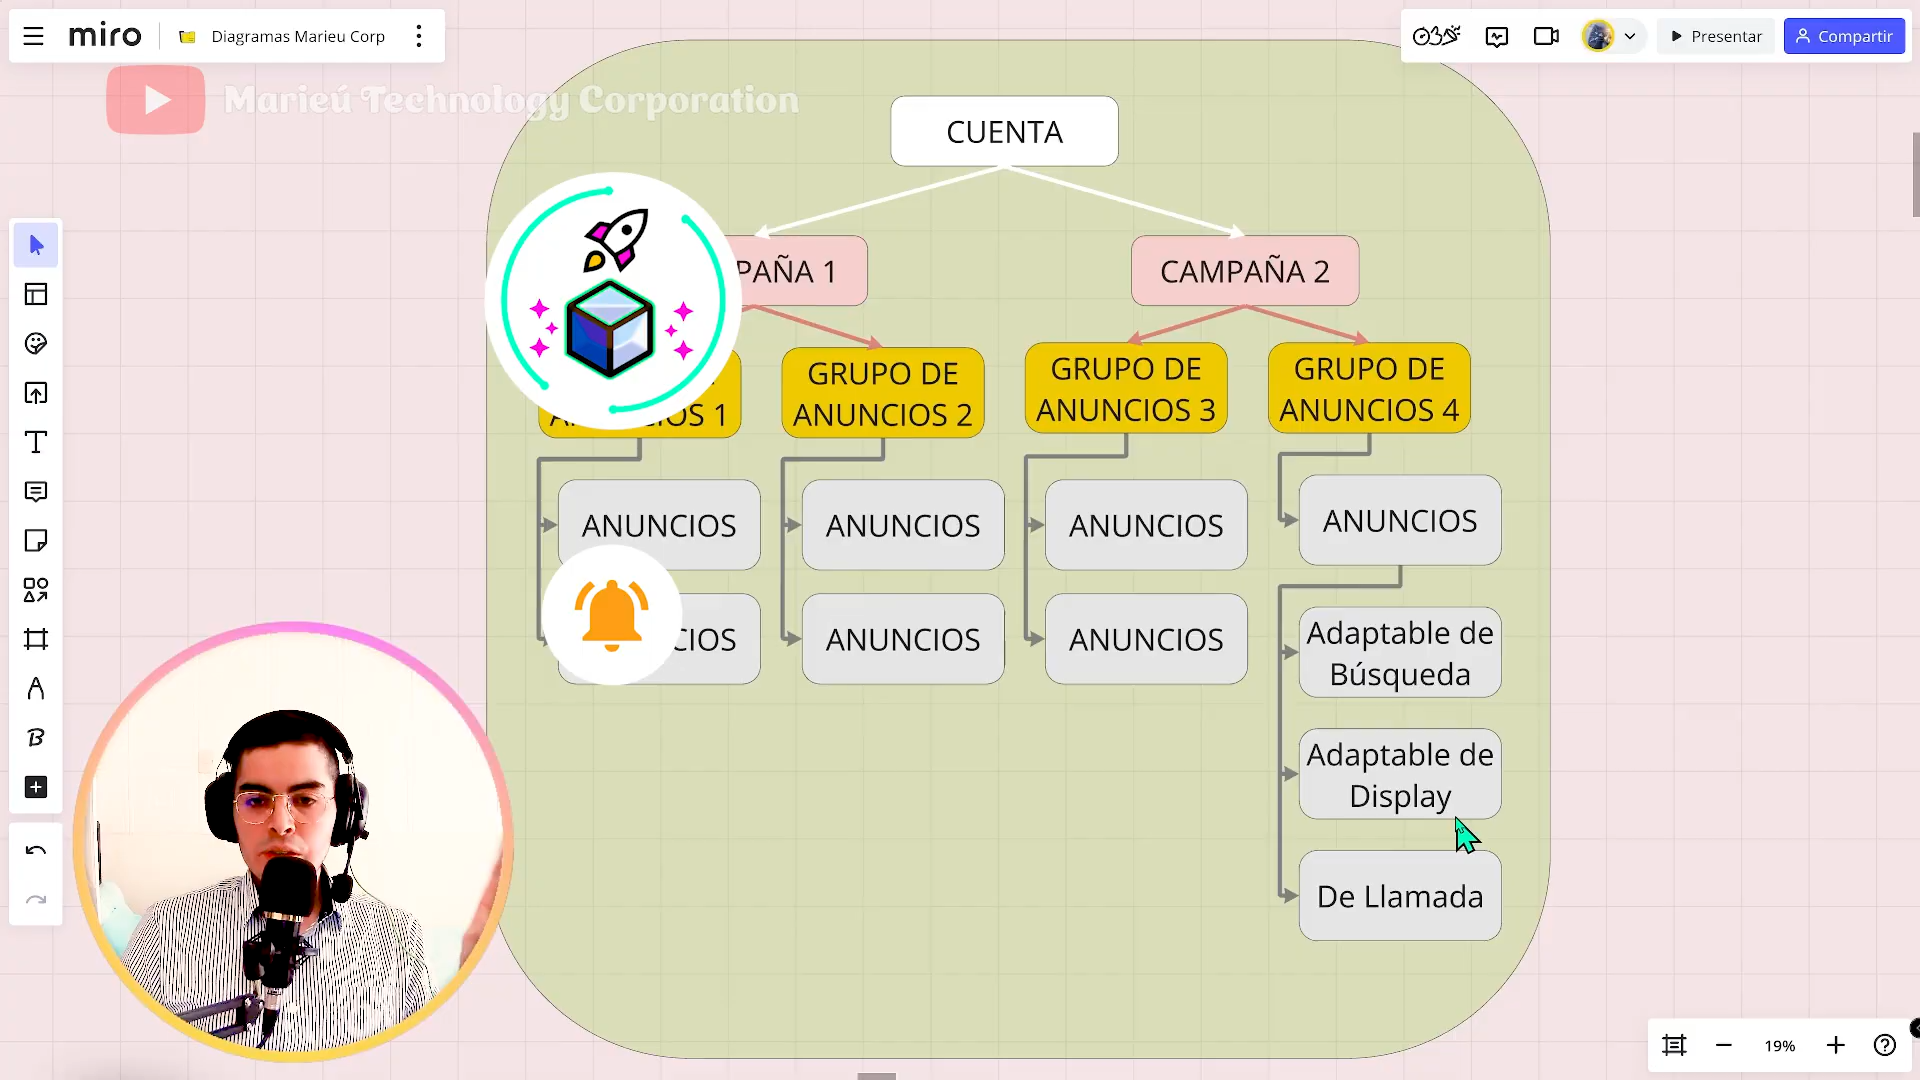 miro
Diagramas Marieu Corp
Presentar
Compartir
Marieú Technology Corporation
CUENTA
PAÑA 1
CAMPAÑA 2
GRUPO DE
ANUNCIOS 2
GRUPO DE
ANUNCIOS 3
GRUPO DE
ANUNCIOS 4
OS 1
ANUNCIOS
ANUNCIOS
ANUNCIOS
ANUNCIOS
CIOS
ANUNCIOS
ANUNCIOS
Adaptable de
Búsqueda
Adaptable de
Display
De Llamada
19%